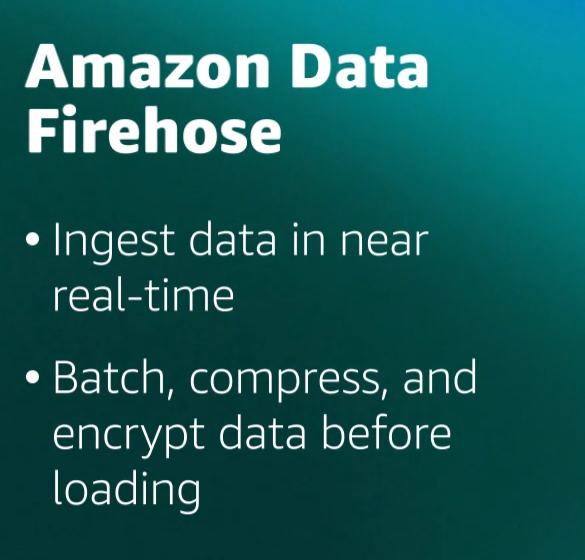 Amazon Data
Firehose
• Ingest data in near
real-time
• Batch, compress, and
encrypt data before
loading